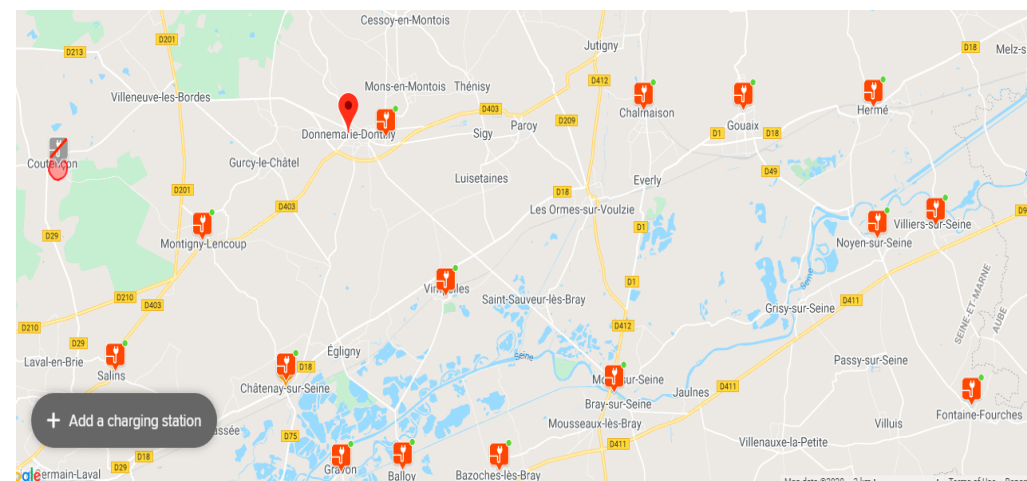 Cessoy-en-Montois
D201
Jutigny
D18
Melz-s
D213
D412
Mons-en-Montois
Thénisy
Villeneuve-les-Bordes
D403
Chalmaison
Hermé
D209
Paroy
Gouaix
Donnemarie-Dontilly
Sigy
D1
D18
Gurcy-le-Châtel
D49
Luisetaines
Everly
D201
D18
D403
Les Ormes-sur-Voulzie
D9
D29
D1
Villiers-sur-Seine
Montigny-Lencoup
Noyen-sur-Seine
Seine
D1
D210
D403
Saint-Sauveur-lès-Bray
D411
Grisy-sur-Seine
SEINE-ET-MARNE
AUBE
D210
D412
D29
Égligny
Seine
Laval-en-Brie
D18
Passy-sur-Seine
Salins
Châtenay-sur-Seine
sur-Seine
Jaulnes
D411
Bray-sur-Seine
Fontaine-Fourches
+ Add a charging station
Mousseaux-lès-Bray
Villuis
D75
D411
Villenauxe-la-Petite
D18
D29
Gravon
Balloy
Bazoches-lès-Bray
ermain-Laval